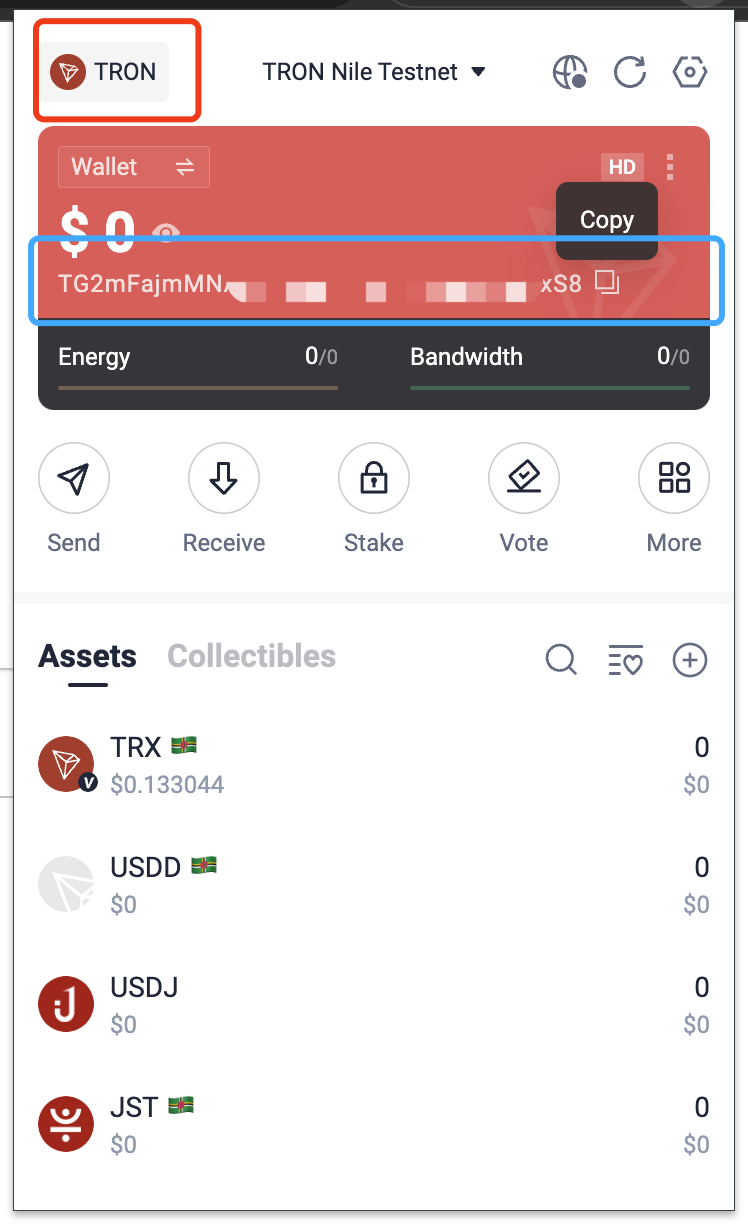 TRON TRON Nile Testnet
Wallet HD
$ 0 Copy
TG2mFajmMN xS8
Energy 0/0 Bandwidth 0/0
Send Receive Stake Vote More
Assets Collectibles
TRX 0
$0.133044 $0
USDD 0
$0 $0
USDJ 0
$0 $0
JST 0
$0 $0